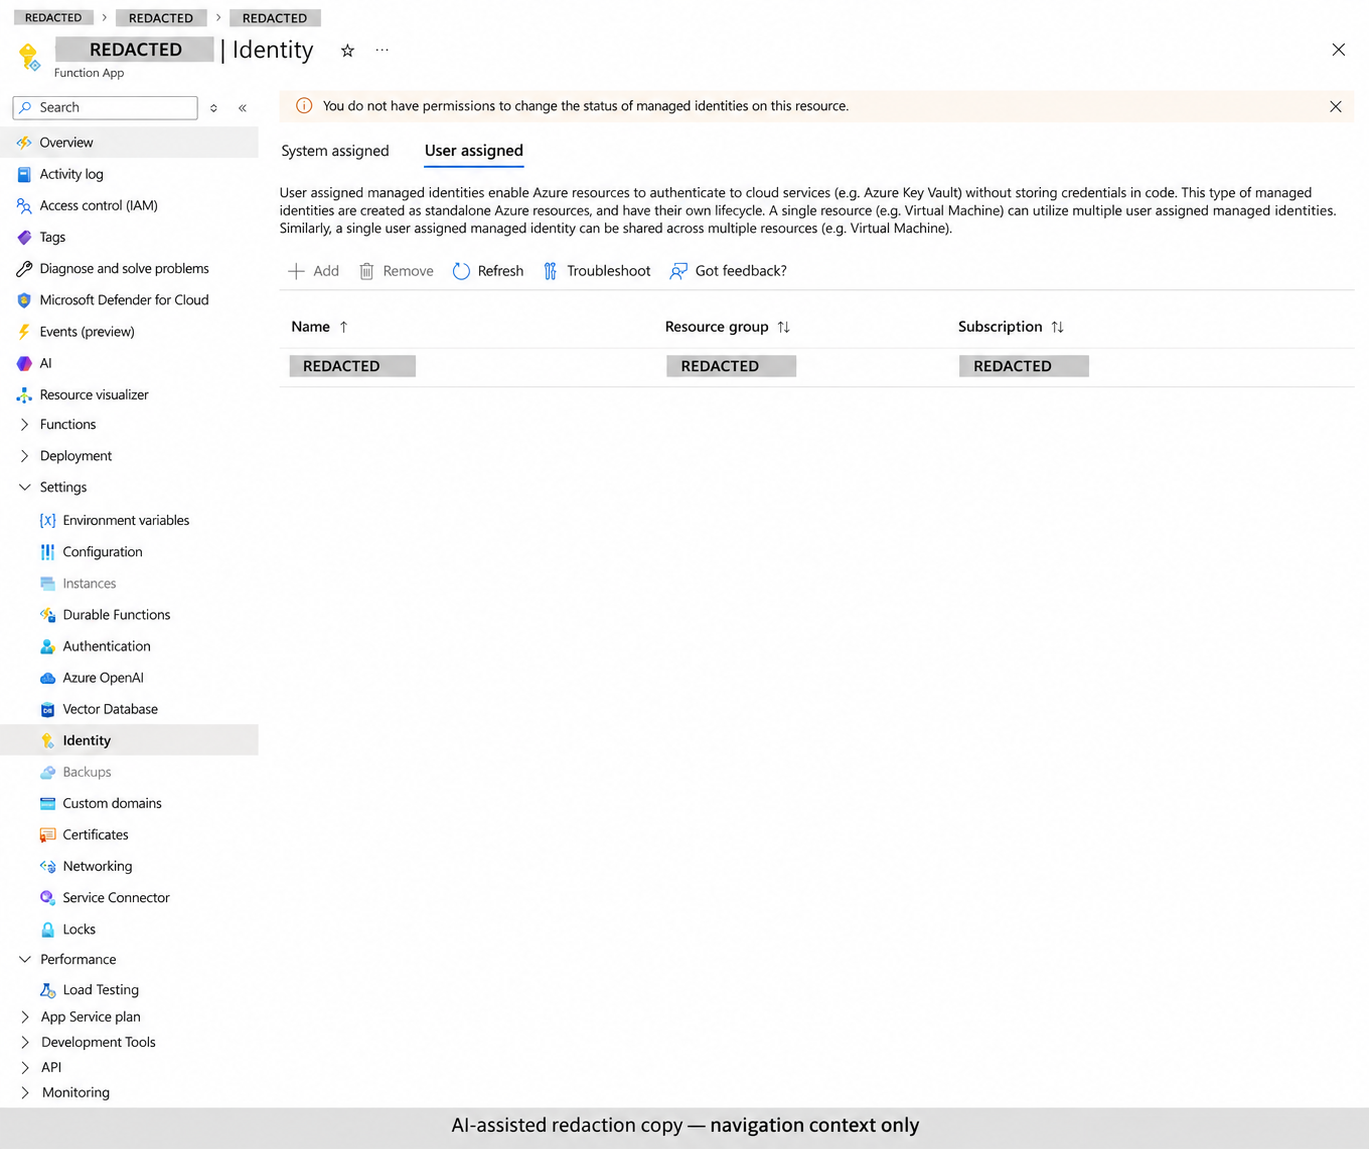 REDACTED > REDACTED > REDACTED
REDACTED | Identity
Function App
Search
Overview
Activity log
Access control (IAM)
Tags
Diagnose and solve problems
Microsoft Defender for Cloud
Events (preview)
AI
Resource visualizer
Functions
Deployment
Settings
Environment variables
Configuration
Instances
Durable Functions
Authentication
Azure OpenAI
Vector Database
Identity
Backups
Custom domains
Certificates
Networking
Service Connector
Locks
Performance
Load Testing
App Service plan
Development Tools
API
Monitoring
You do not have permissions to change the status of managed identities on this resource.
System assigned User assigned
User assigned managed identities enable Azure resources to authenticate to cloud services (e.g. Azure Key Vault) without storing credentials in code. This type of managed
identities are created as standalone Azure resources, and have their own lifecycle. A single resource (e.g. Virtual Machine) can utilize multiple user assigned managed identities.
Similarly, a single user assigned managed identity can be shared across multiple resources (e.g. Virtual Machine).
Add Remove Refresh Troubleshoot Got feedback?
Name Resource group Subscription
REDACTED REDACTED REDACTED
AI-assisted redaction copy — navigation context only